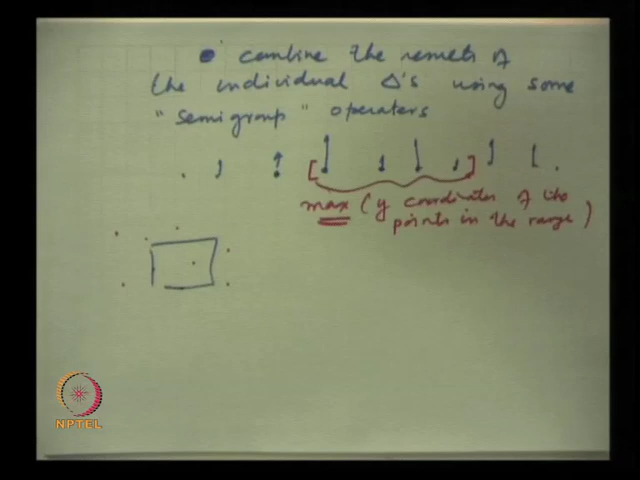 combine the results of
the individual Δ's using some
"semigroup" operators
max (y coordinates of the
points in the range)
NPTEL